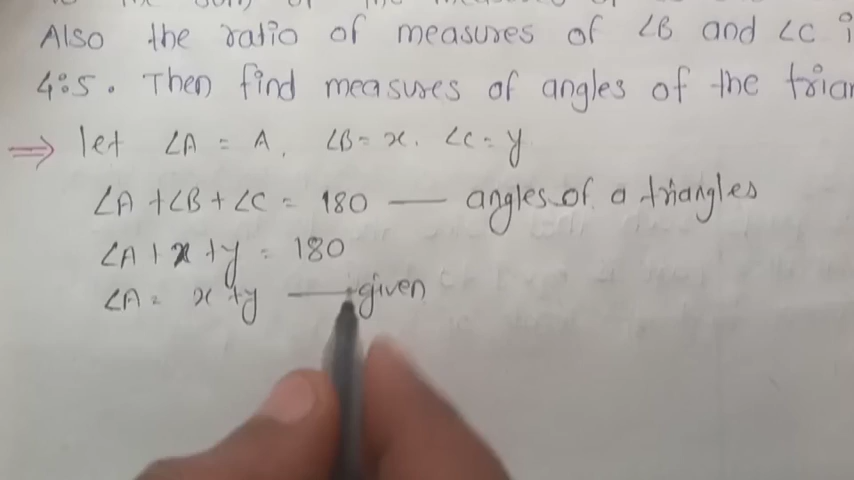 Also the ratio of measures of ∠B and ∠C
4:5. Then find measures of angles of the
⇒ let ∠A = A, ∠B = x. ∠C = y
∠A + ∠B + ∠C = 180 — angles of a triangles
∠A + x + y = 180
∠A = x + y — given